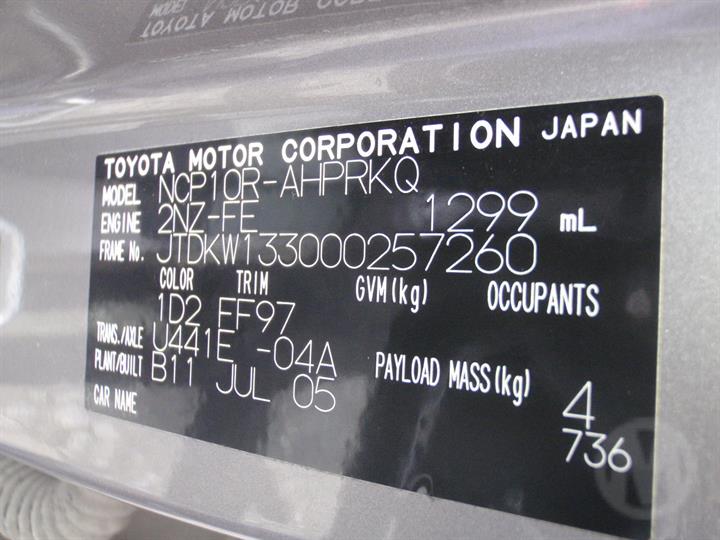 TOYOTA MOTOR CORPORATION JAPAN
MODEL NCP10R-AHPRKQ
ENGINE 2NZ-FE 1299 mL
FRAME No. JTDKW133000257260
COLOR TRIM GVM(kg) OCCUPANTS
1D2 FF97
TRANS./AXLE U441E -04A
PLANT/BUILT B11 JUL 05 PAYLOAD MASS(kg) 4
CAR NAME 736